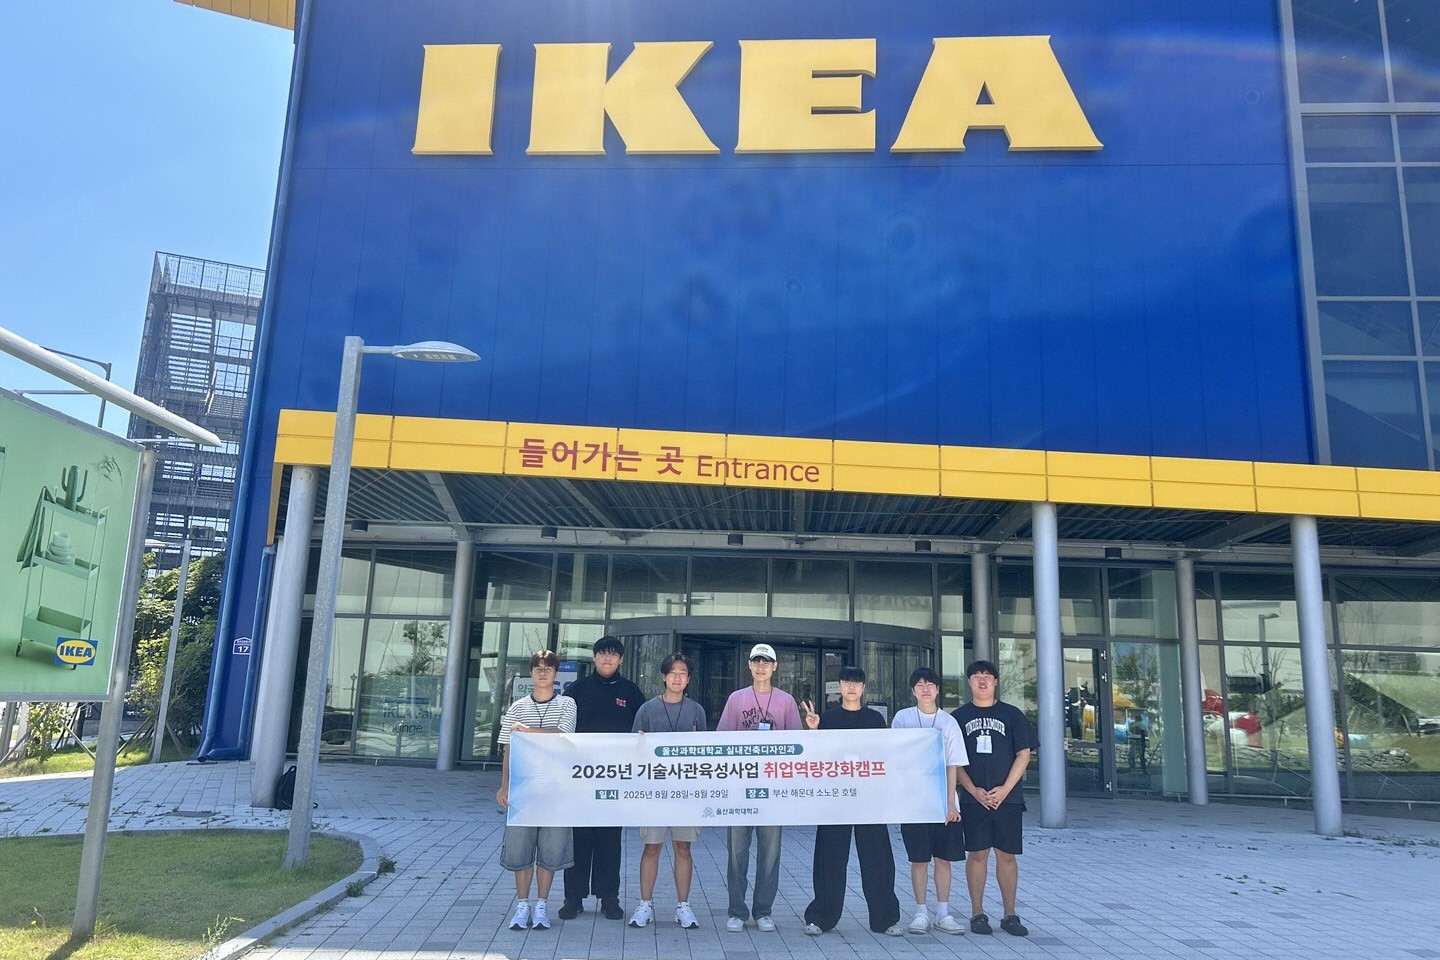 IKEA
들어가는 곳 Entrance
IKEA
17
울산과학대학교 실내건축디자인과
2025년 기술사관육성사업 취업역량강화캠프
일시 2025년 8월 28일~8월 29일 장소 부산 해운대 소노문 호텔
울산과학대학교
UNDER ARMOUR